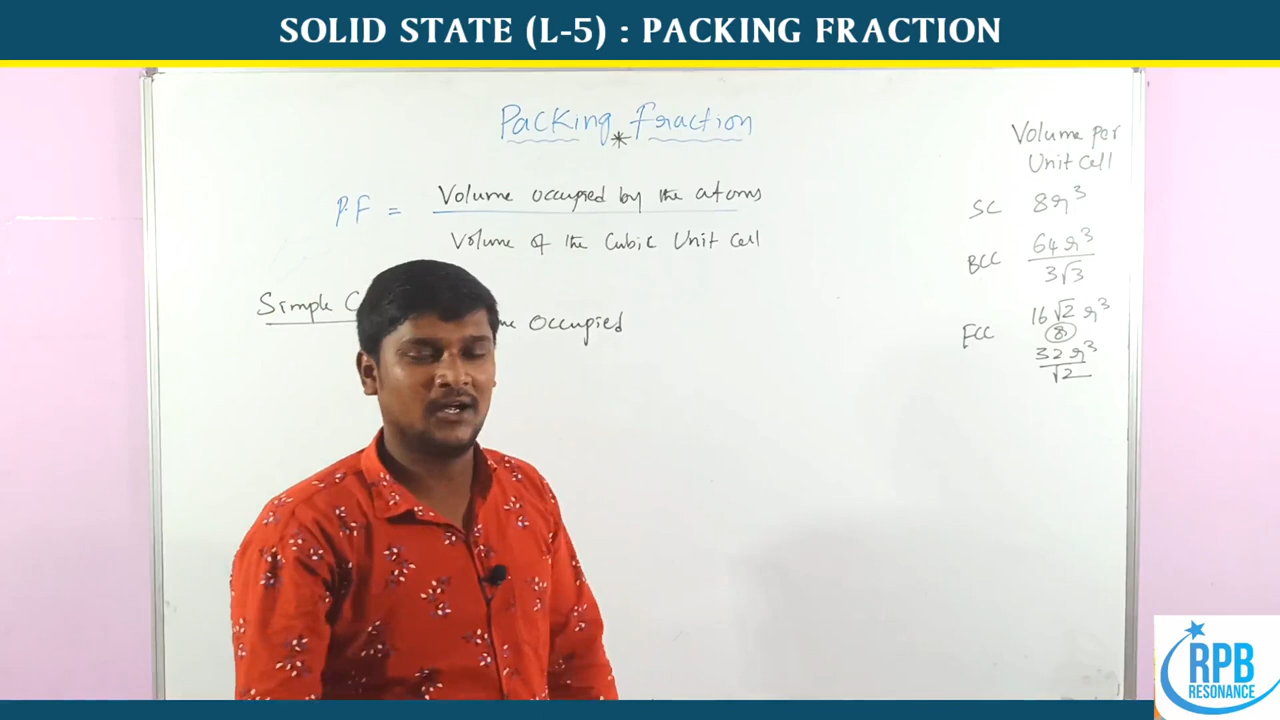 SOLID STATE (L-5) : PACKING FRACTION
Packing Fraction
*
P.F = Volume occupied by the atoms
Volume of the Cubic Unit Cell
Simple C
me Occupied
Volume per
Unit Cell
SC 8r³
BCC 64r³
3√3
FCC 16√2 r³
8
32r³
√2
RPB
RESONANCE